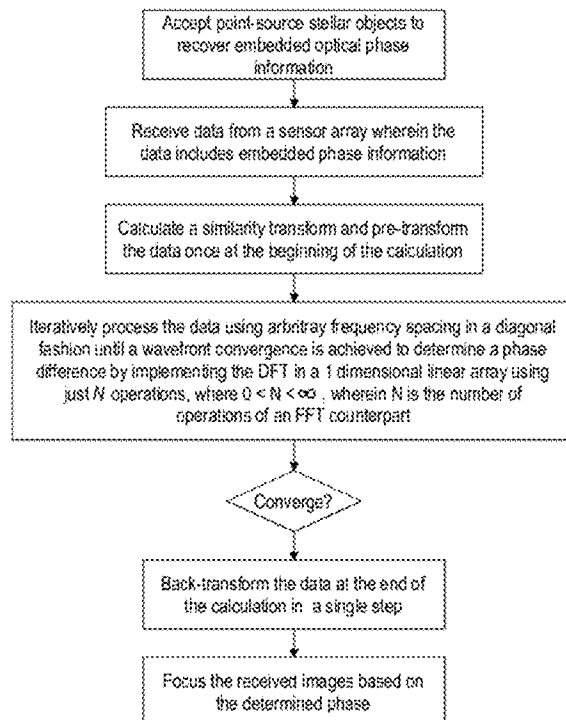 Accept point-source stellar objects to
recover embedded optical phase
information
Receive data from a sensor array wherein the
data includes embedded phase information
Calculate a similarity transform and pre-transform
the data once at the beginning of the calculation
Iteratively process the data using arbitray frequency spacing in a diagonal
fashion until a wavefront convergence is achieved to determine a phase
difference by implementing the DFT in a 1 dimensional linear array using
just N operations, where 0 < N < ∞ , wherein N is the number of
operations of an FFT counterpart
Converge?
Back-transform the data at the end of
the calculation in a single step
Focus the received images based on
the determined phase